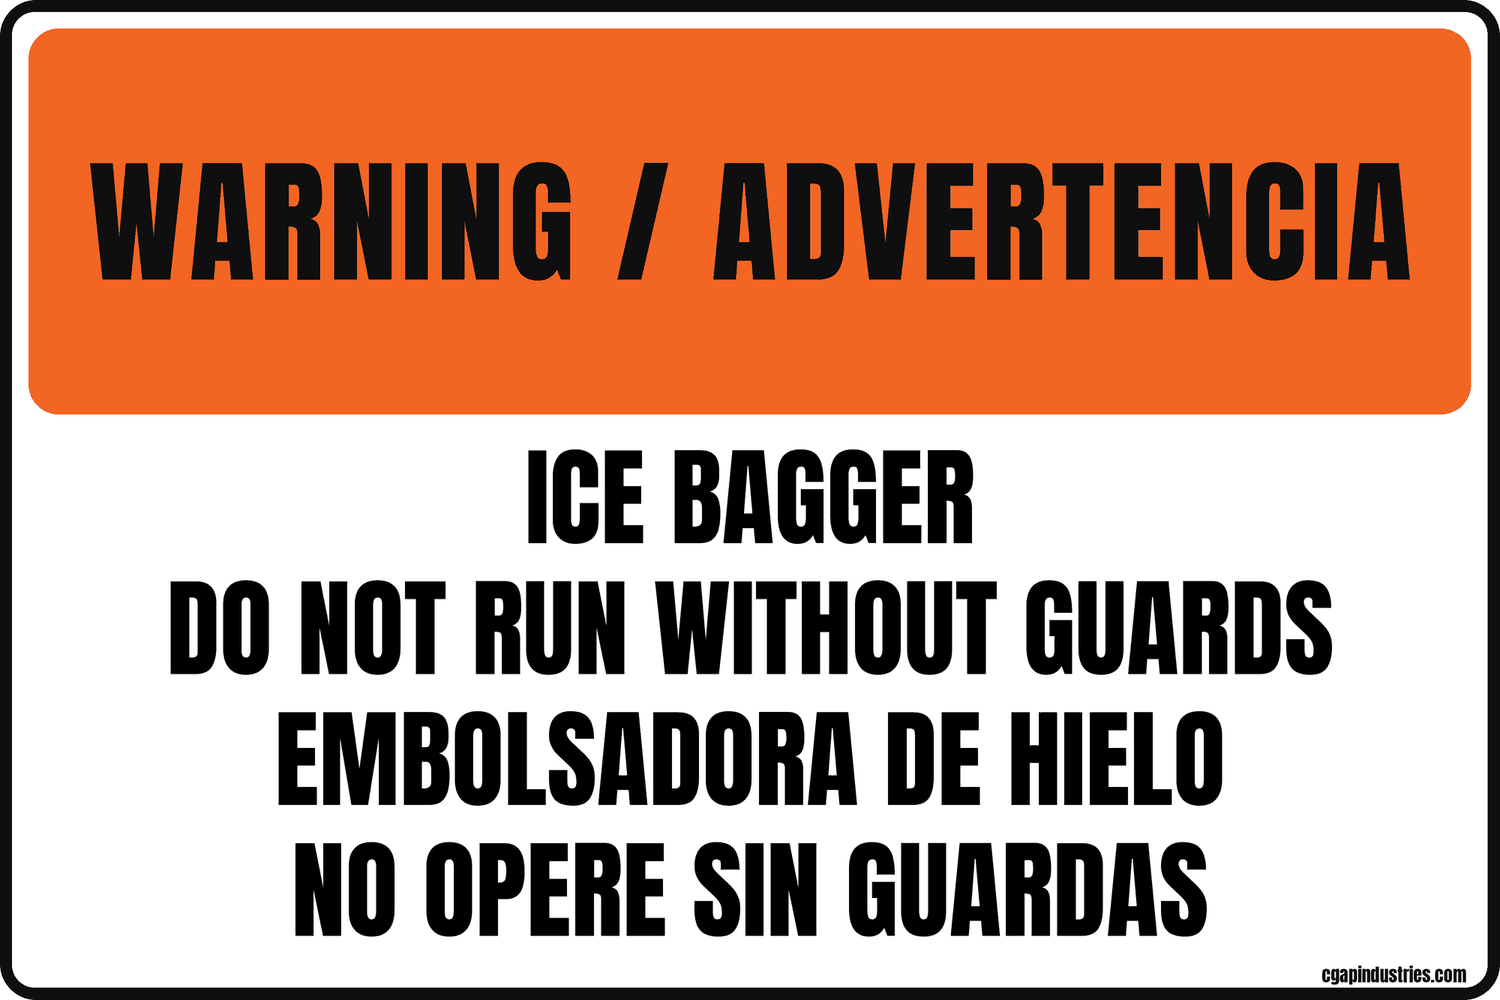 WARNING / ADVERTENCIA
ICE BAGGER
DO NOT RUN WITHOUT GUARDS
EMBOLSADORA DE HIELO
NO OPERE SIN GUARDAS
cgapindustries.com